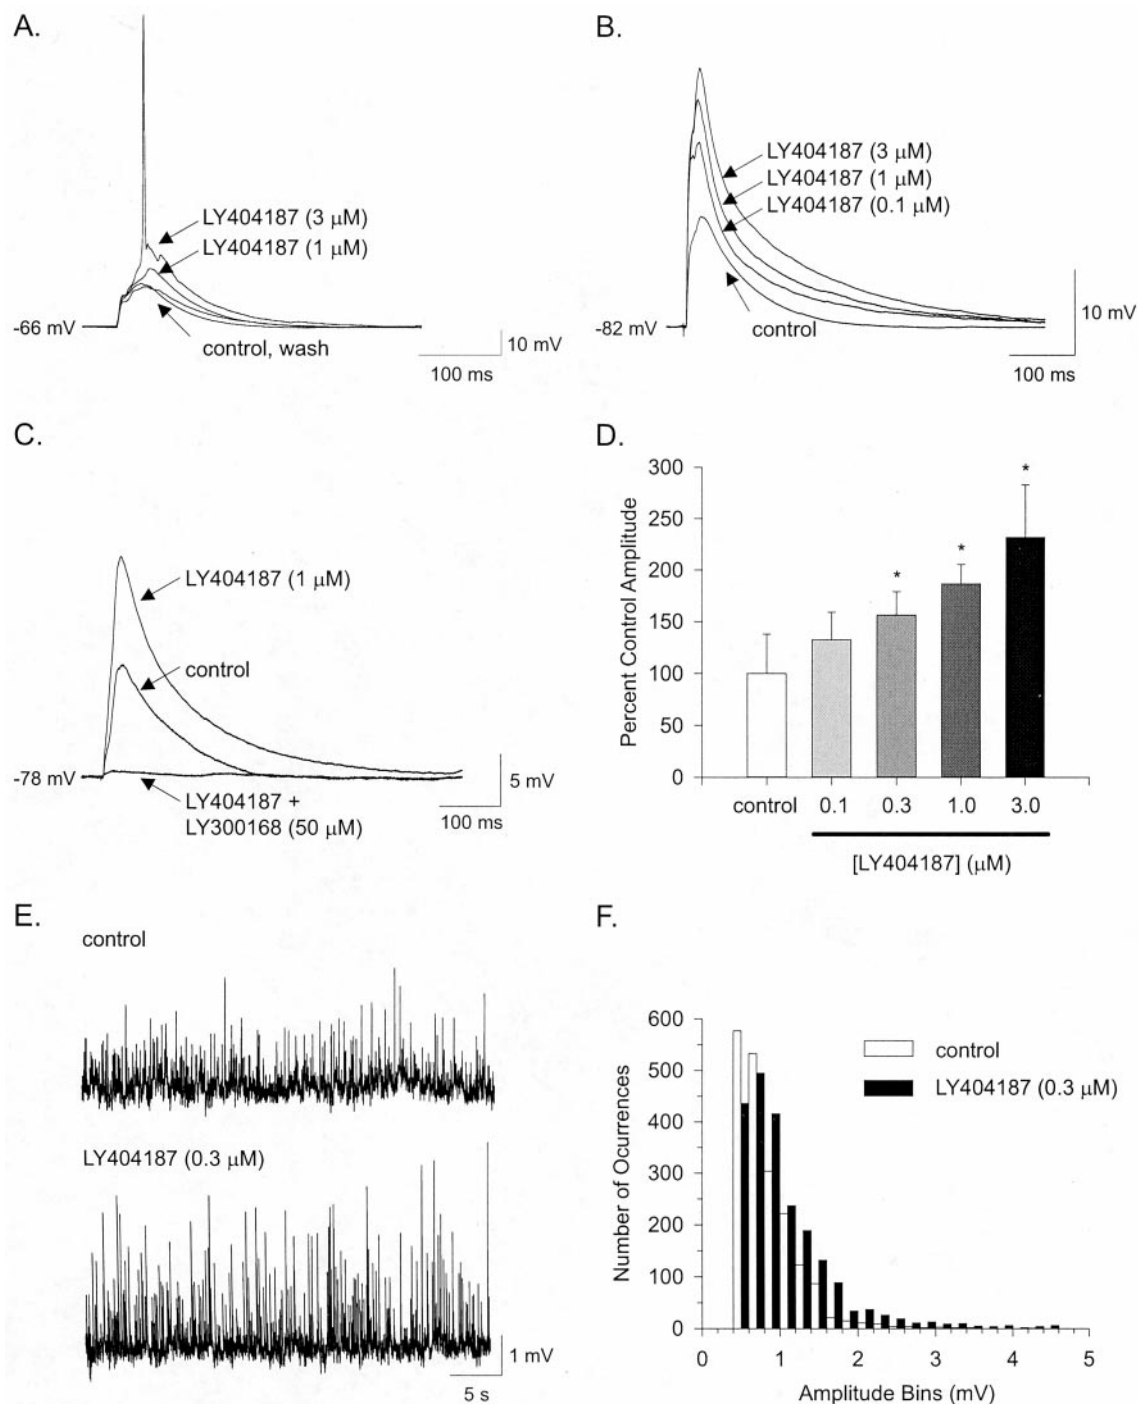 A.
LY404187 (3 μM)
LY404187 (1 μM)
-66 mV
control, wash
10 mV
100 ms
B.
LY404187 (3 μM)
LY404187 (1 μM)
LY404187 (0.1 μM)
-82 mV
control
10 mV
100 ms
C.
LY404187 (1 μM)
control
-78 mV
LY404187 +
LY300168 (50 μM)
5 mV
100 ms
D.
Percent Control Amplitude
300
250
200
150
100
50
0
* * *
control 0.1 0.3 1.0 3.0
[LY404187] (μM)
E.
control
LY404187 (0.3 μM)
1 mV
5 s
F.
Number of Ocurrences
600
500
400
300
200
100
0
control
LY404187 (0.3 μM)
0 1 2 3 4 5
Amplitude Bins (mV)